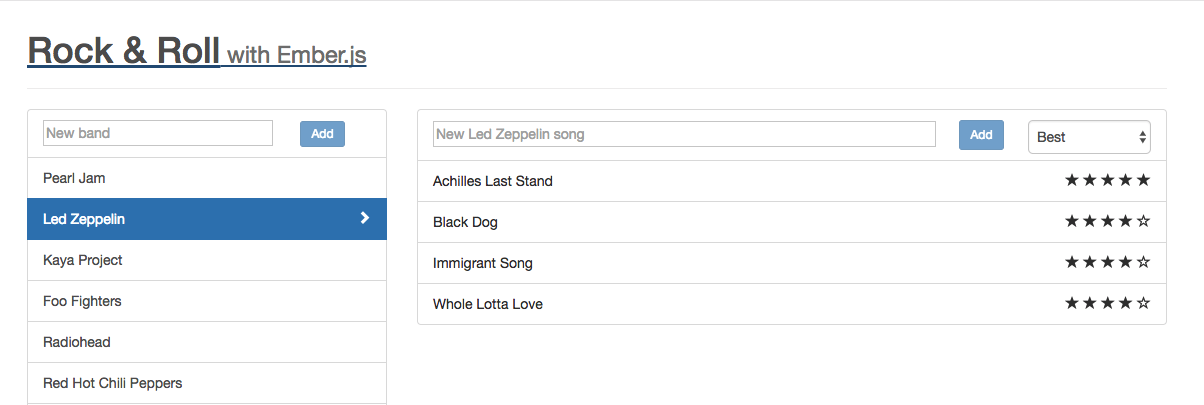 Rock & Roll with Ember.js
New band
Add
Pearl Jam
Led Zeppelin
Kaya Project
Foo Fighters
Radiohead
Red Hot Chili Peppers
New Led Zeppelin song
Add
Best
Achilles Last Stand
Black Dog
Immigrant Song
Whole Lotta Love